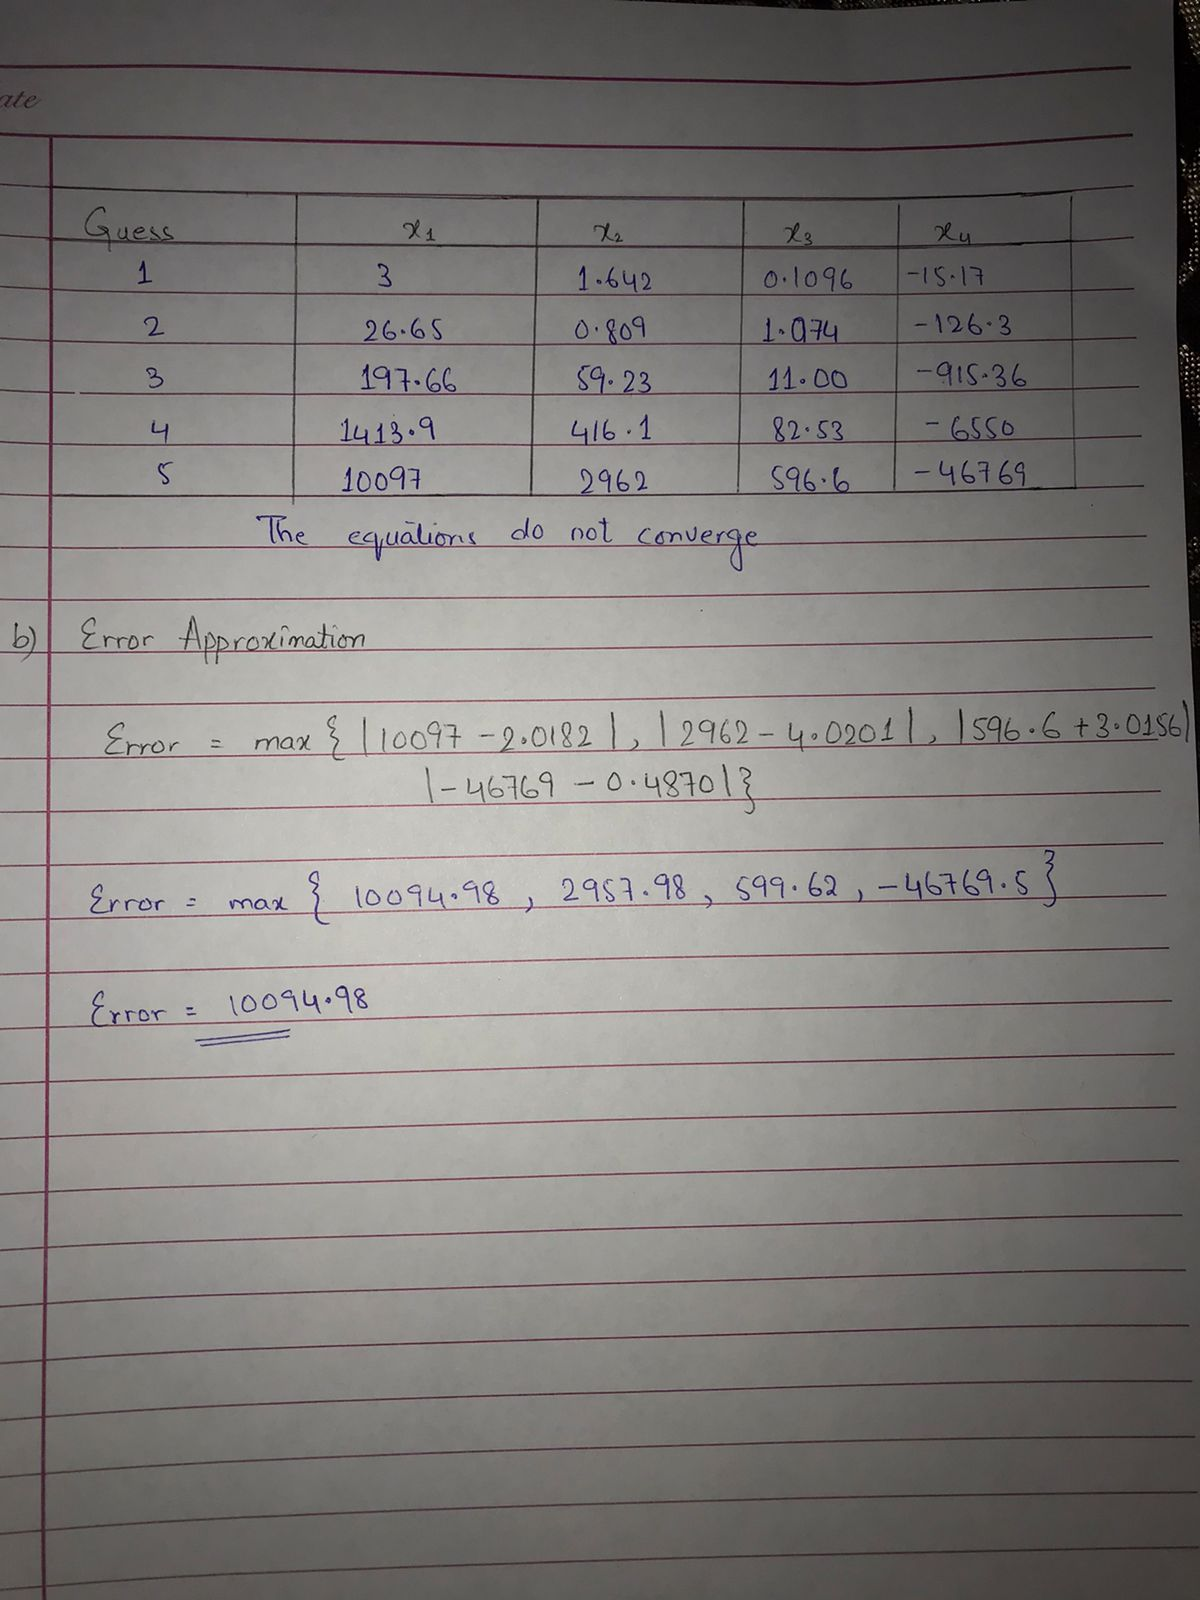 ate
Guess x1 x2 x3 x4
1 3 1.642 0.1096 -15.17
2 26.65 0.809 1.074 -126.3
3 197.66 59.23 11.00 -915.36
4 1413.9 416.1 82.53 -6550
5 10097 2962 596.6 -46769
The equations do not converge
b) Error Approximation
Error = max { |10097 - 2.0182|, |2962 - 4.0201|, |596.6 + 3.0156|
|-46769 - 0.4870|}
Error = max { 10094.98, 2957.98, 599.62, -46769.5 }
Error = 10094.98